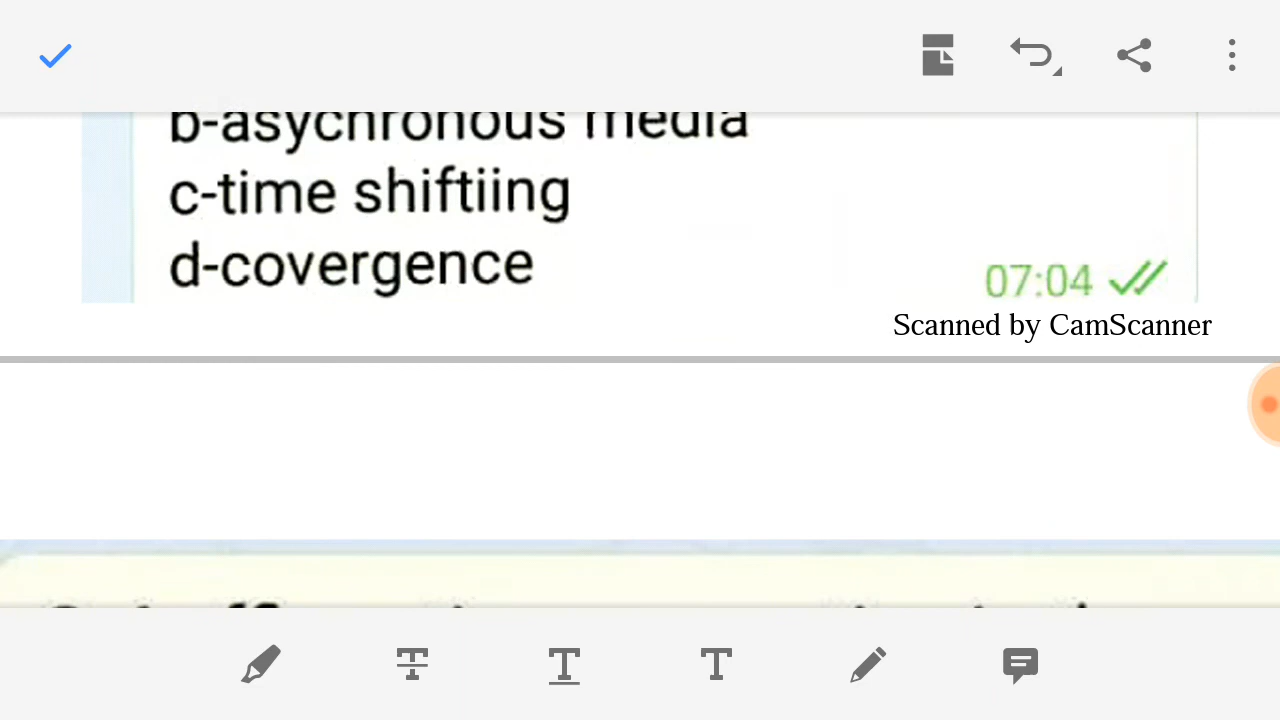 b-asychronous media
c-time shiftiing
d-covergence
07:04
Scanned by CamScanner